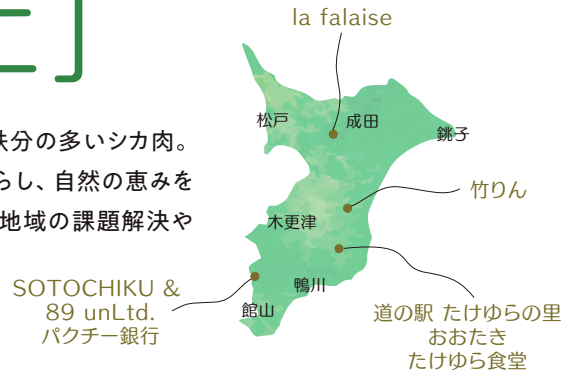 la falaise
鉄分の多いシカ肉。
らし、自然の恵みを
地域の課題解決や
松戸
成田
銚子
竹りん
木更津
鴨川
館山
SOTOCHIKU &
89 unLtd.
パクチー銀行
道の駅 たけゆらの里
おおたき
たけゆら食堂